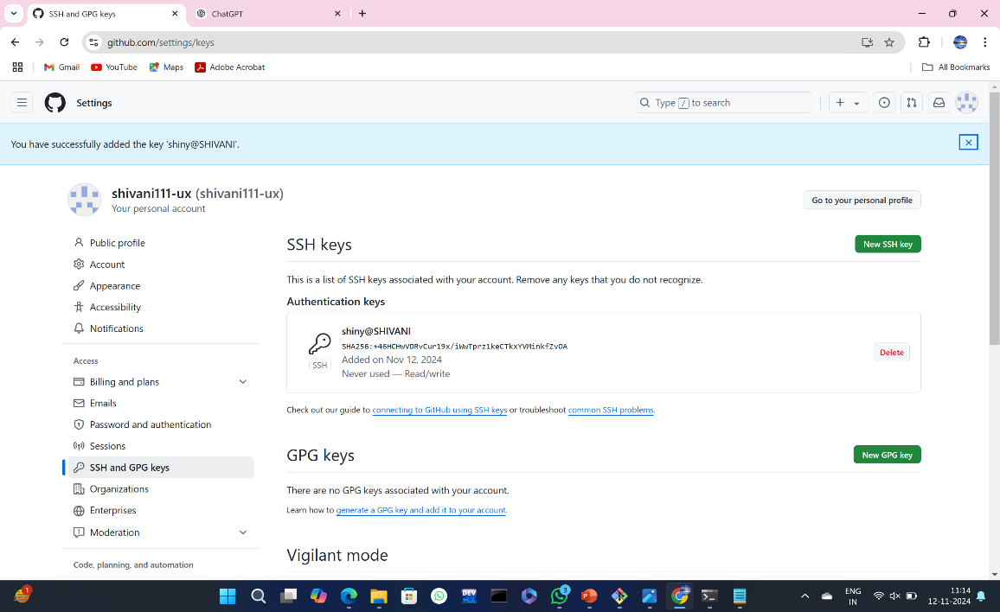 SSH and GPG keys
ChatGPT
github.com/settings/keys
Gmail
YouTube
Maps
Adobe Acrobat
All Bookmarks
Settings
Type / to search
You have successfully added the key 'shiny@SHIVANI'.
shivani111-ux (shivani111-ux)
Your personal account
Go to your personal profile
Public profile
Account
Appearance
Accessibility
Notifications
Access
Billing and plans
Emails
Password and authentication
Sessions
SSH and GPG keys
Organizations
Enterprises
Moderation
Code, planning, and automation
SSH keys
New SSH key
This is a list of SSH keys associated with your account. Remove any keys that you do not recognize.
Authentication keys
shiny@SHIVANI
SHA256:+46HCHwVDRvCur19x/iWwTprz1keCTkxYVMinkfZvOA
Added on Nov 12, 2024
Never used — Read/write
SSH
Delete
Check out our guide to connecting to GitHub using SSH keys or troubleshoot common SSH problems.
GPG keys
New GPG key
There are no GPG keys associated with your account.
Learn how to generate a GPG key and add it to your account.
Vigilant mode
1
DEV
3
ENG
IN
11:14
12-11-2024